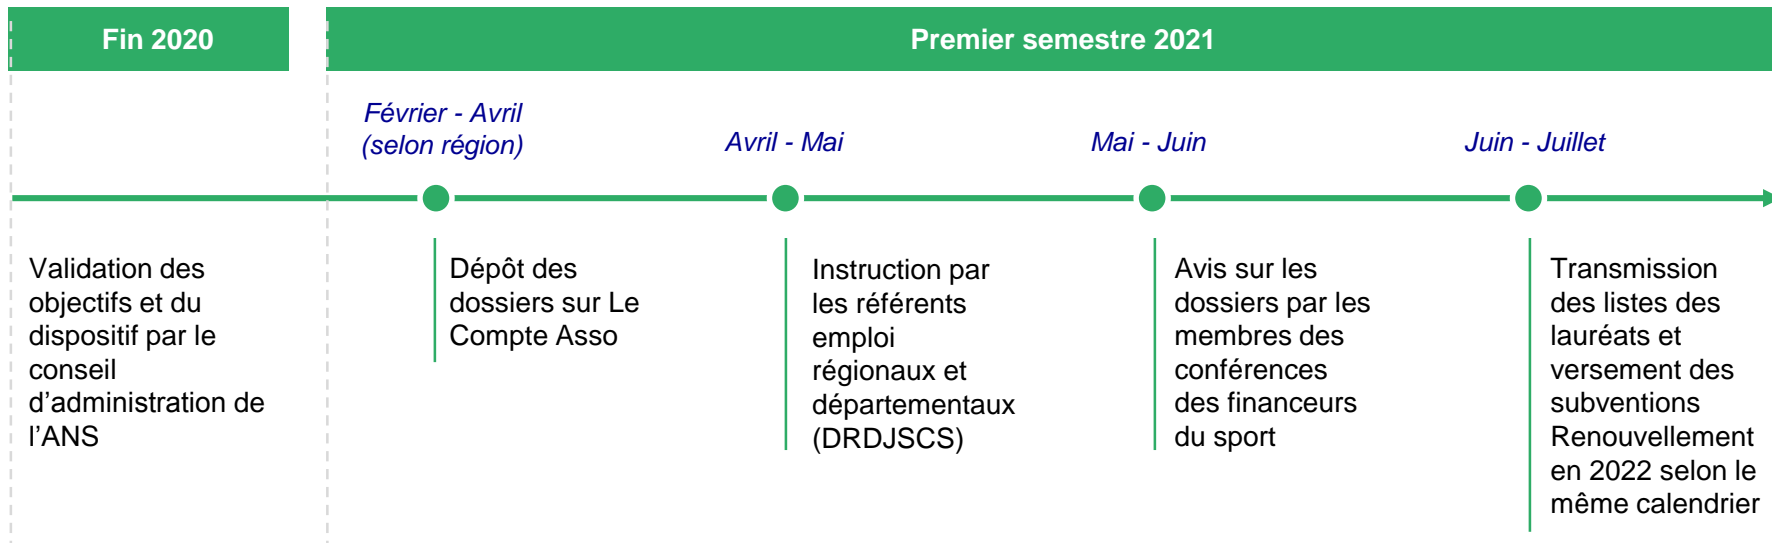 Fin 2020
Premier semestre 2021
Février - Avril
(selon région)
Avril - Mai
Mai - Juin
Juin - Juillet
Validation des
objectifs et du
dispositif par le
conseil
d’administration de
l’ANS
Dépôt des
dossiers sur Le
Compte Asso
Instruction par
les référents
emploi
régionaux et
départementaux
(DRDJSCS)
Avis sur les
dossiers par les
membres des
conférences
des financeurs
du sport
Transmission
des listes des
lauréats et
versement des
subventions
Renouvellement
en 2022 selon le
même calendrier